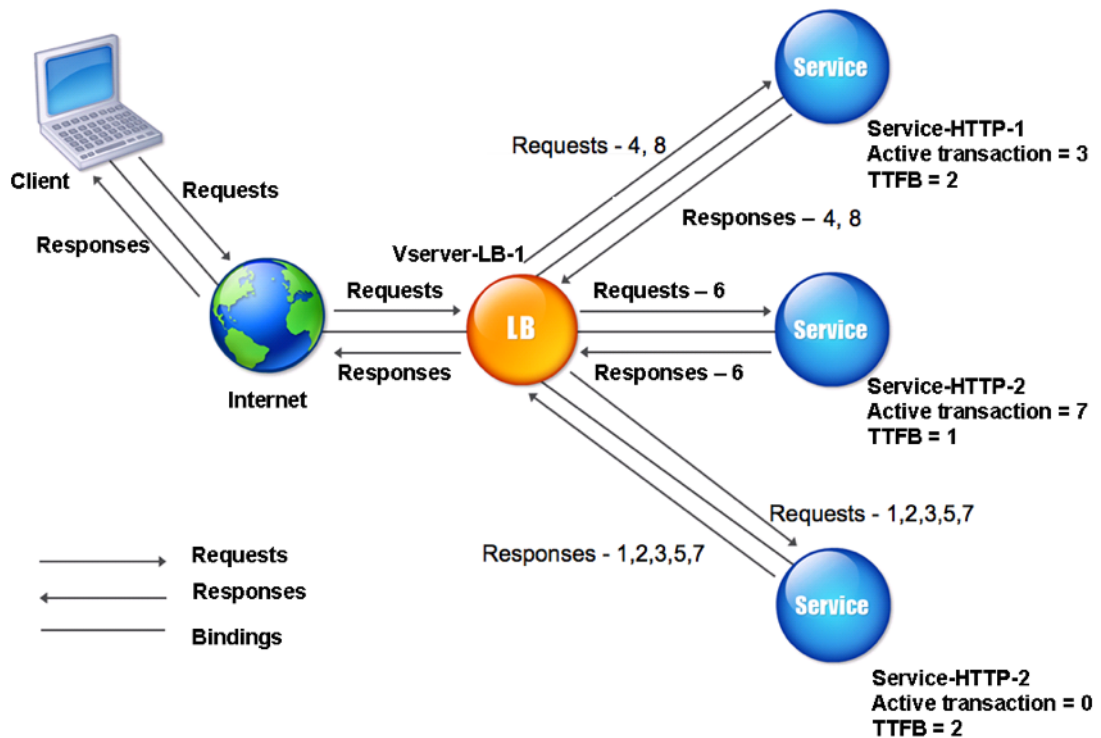 Service
Service-HTTP-1
Active transaction = 3
TTFB = 2
Requests - 4, 8
Client
Requests
Responses
Responses – 4, 8
Vserver-LB-1
Requests
LB
Requests – 6
Service
Responses
Responses – 6
Internet
Service-HTTP-2
Active transaction = 7
TTFB = 1
Requests - 1,2,3,5,7
Responses - 1,2,3,5,7
Requests
Responses
Bindings
Service
Service-HTTP-2
Active transaction = 0
TTFB = 2